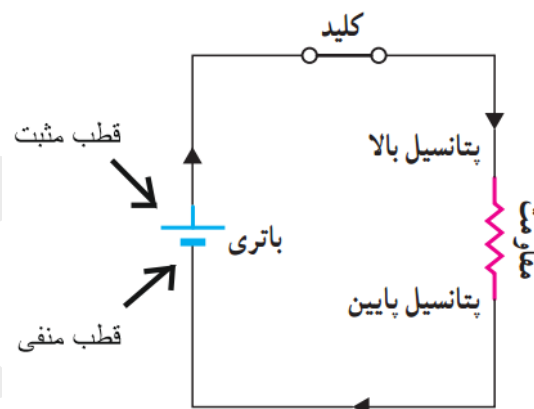 کلید
قطب مثبت
پتانسیل بالا
باتری
مقاومت
پتانسیل پایین
قطب منفی